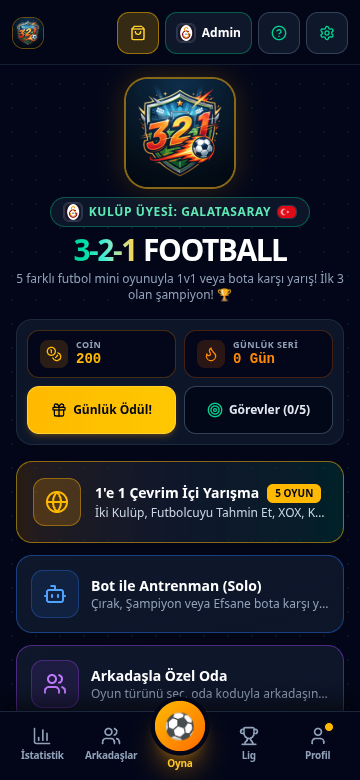 Admin
321
KULÜP ÜYESİ: GALATASARAY
3-2-1 FOOTBALL
5 farklı futbol mini oyunuyla 1v1 veya bota karşı yarış! İlk 3
olan şampiyon! 🏆
COİN
200
GÜNLÜK SERİ
0 Gün
Günlük Ödül!
Görevler (0/5)
1'e 1 Çevrim İçi Yarışma
5 OYUN
İki Kulüp, Futbolcuyu Tahmin Et, XOX, K...
Bot ile Antrenman (Solo)
Çırak, Şampiyon veya Efsane bota karşı y...
Arkadaşla Özel Oda
Oyun türünü seç, oda koduyla arkadaşın...
İstatistik
Arkadaşlar
Oyna
Lig
Profil